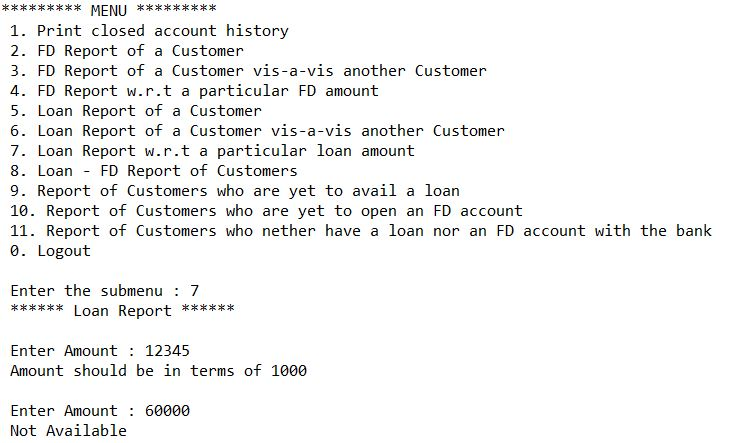 ********* MENU *********
1. Print closed account history
2. FD Report of a Customer
3. FD Report of a Customer vis-a-vis another Customer
4. FD Report w.r.t a particular FD amount
5. Loan Report of a Customer
6. Loan Report of a Customer vis-a-vis another Customer
7. Loan Report w.r.t a particular loan amount
8. Loan - FD Report of Customers
9. Report of Customers who are yet to avail a loan
10. Report of Customers who are yet to open an FD account
11. Report of Customers who nether have a loan nor an FD account with the bank
0. Logout
Enter the submenu : 7
****** Loan Report ******
Enter Amount : 12345
Amount should be in terms of 1000
Enter Amount : 60000
Not Available